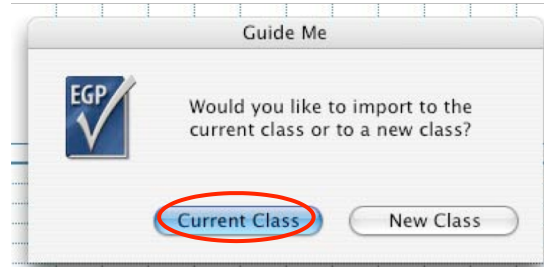 Guide Me
EGP
Would you like to import to the
current class or to a new class?
Current Class
New Class